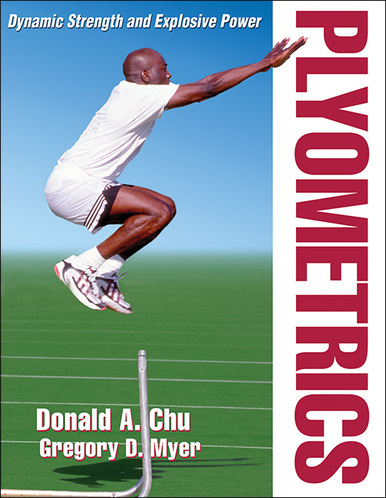 Dynamic Strength and Explosive Power
PLYOMETRICS
Donald A. Chu
Gregory D. Myer